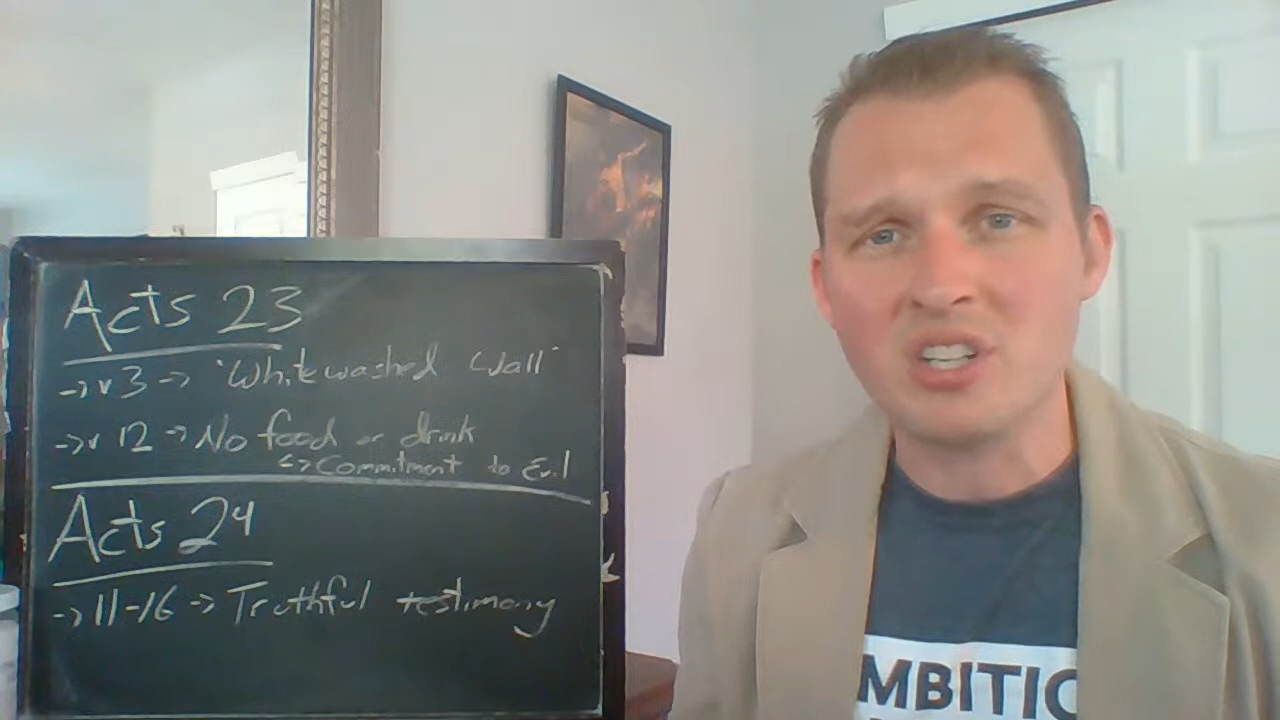 Acts 23
->v 3 -> "Whitewashed Wall"
->v 12 -> No food or drink
↳ Commitment to Evil
Acts 24
-> 11-16 -> Truthful testimony
MBITIO